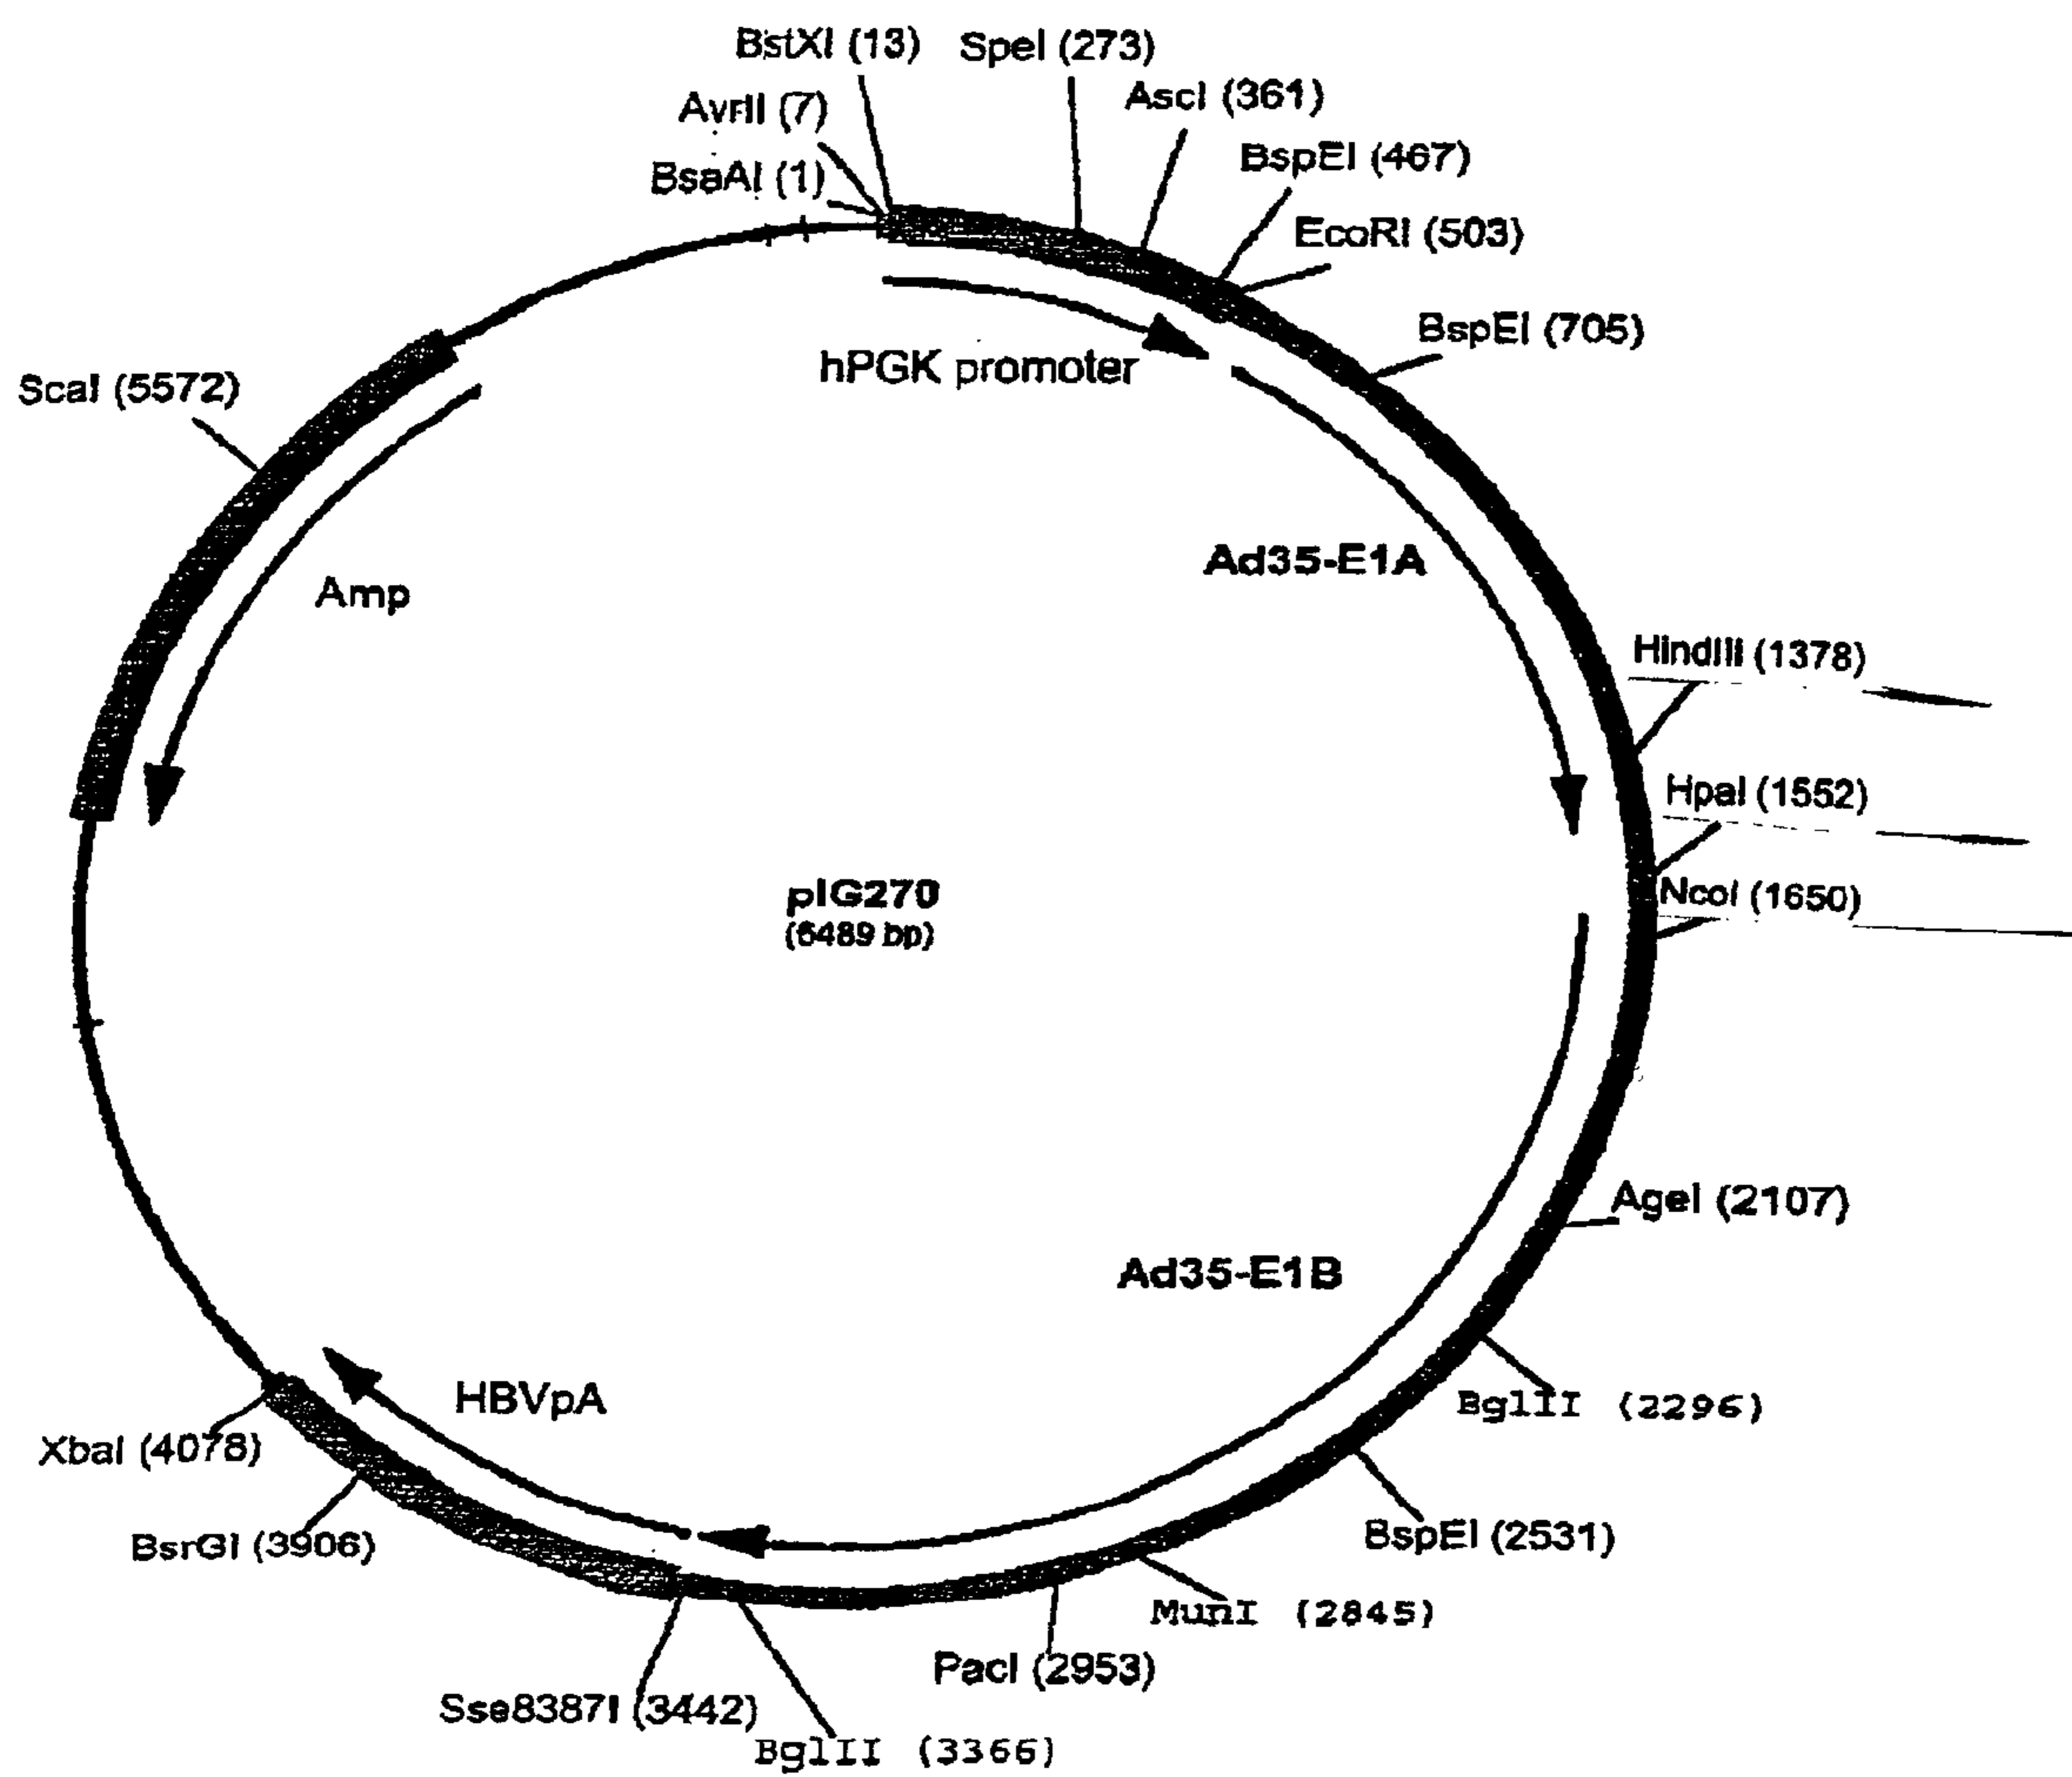 BstXI (13) SpeI (273)
AvrII (7)
AscI (361)
BsaAI (1)
BspEI (467)
EcoRI (503)
BspEI (705)
hPGK promoter
ScaI (5572)
Ad35-E1A
Amp
HindIII (1378)
HpaI (1552)
pIG270
(6489 bp)
NcoI (1650)
AgeI (2107)
Ad35-E1B
HBVpA
BglII (2296)
XbaI (4078)
BsrGI (3906)
BspEI (2531)
MunI (2845)
PacI (2953)
Sse8387I (3442)
BglII (3366)